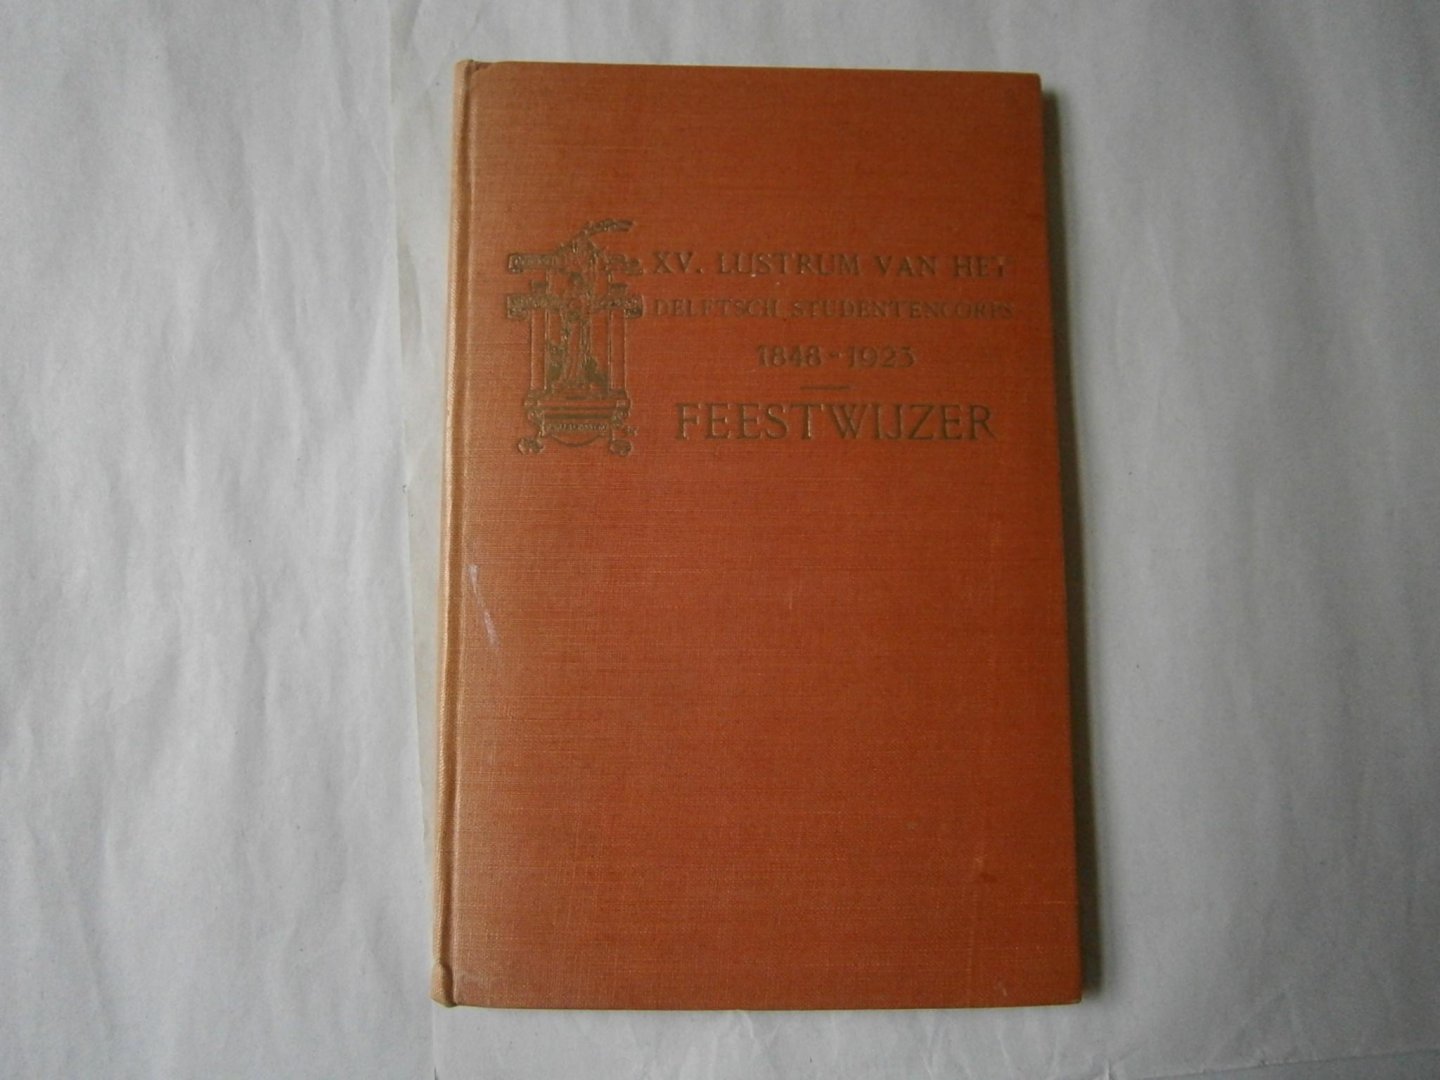 XV. LUSTRUM VAN HET
DELFTSCH STUDENTENCORPS
1848 - 1923
FEESTWIJZER